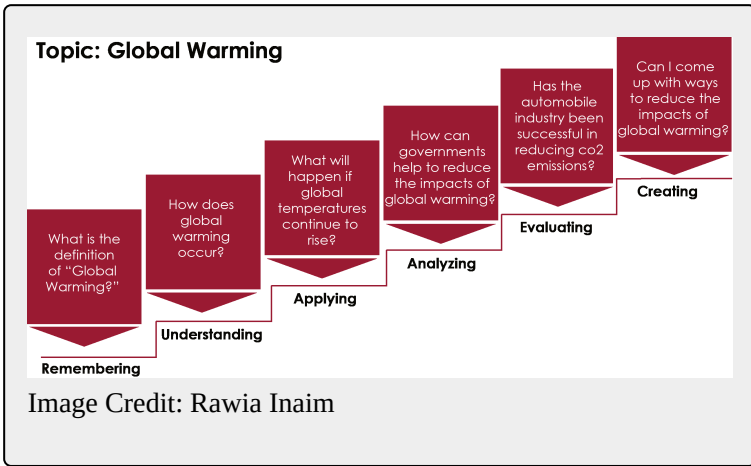 Topic: Global Warming
What is the
definition
of “Global
Warming?”
Remembering
How does
global
warming
occur?
Understanding
What will
happen if
global
temperatures
continue to
rise?
Applying
How can
governments
help to reduce
the impacts of
global warming?
Analyzing
Has the
automobile
industry been
successful in
reducing co2
emissions?
Evaluating
Can I come
up with ways
to reduce the
impacts of
global warming?
Creating
Image Credit: Rawia Inaim